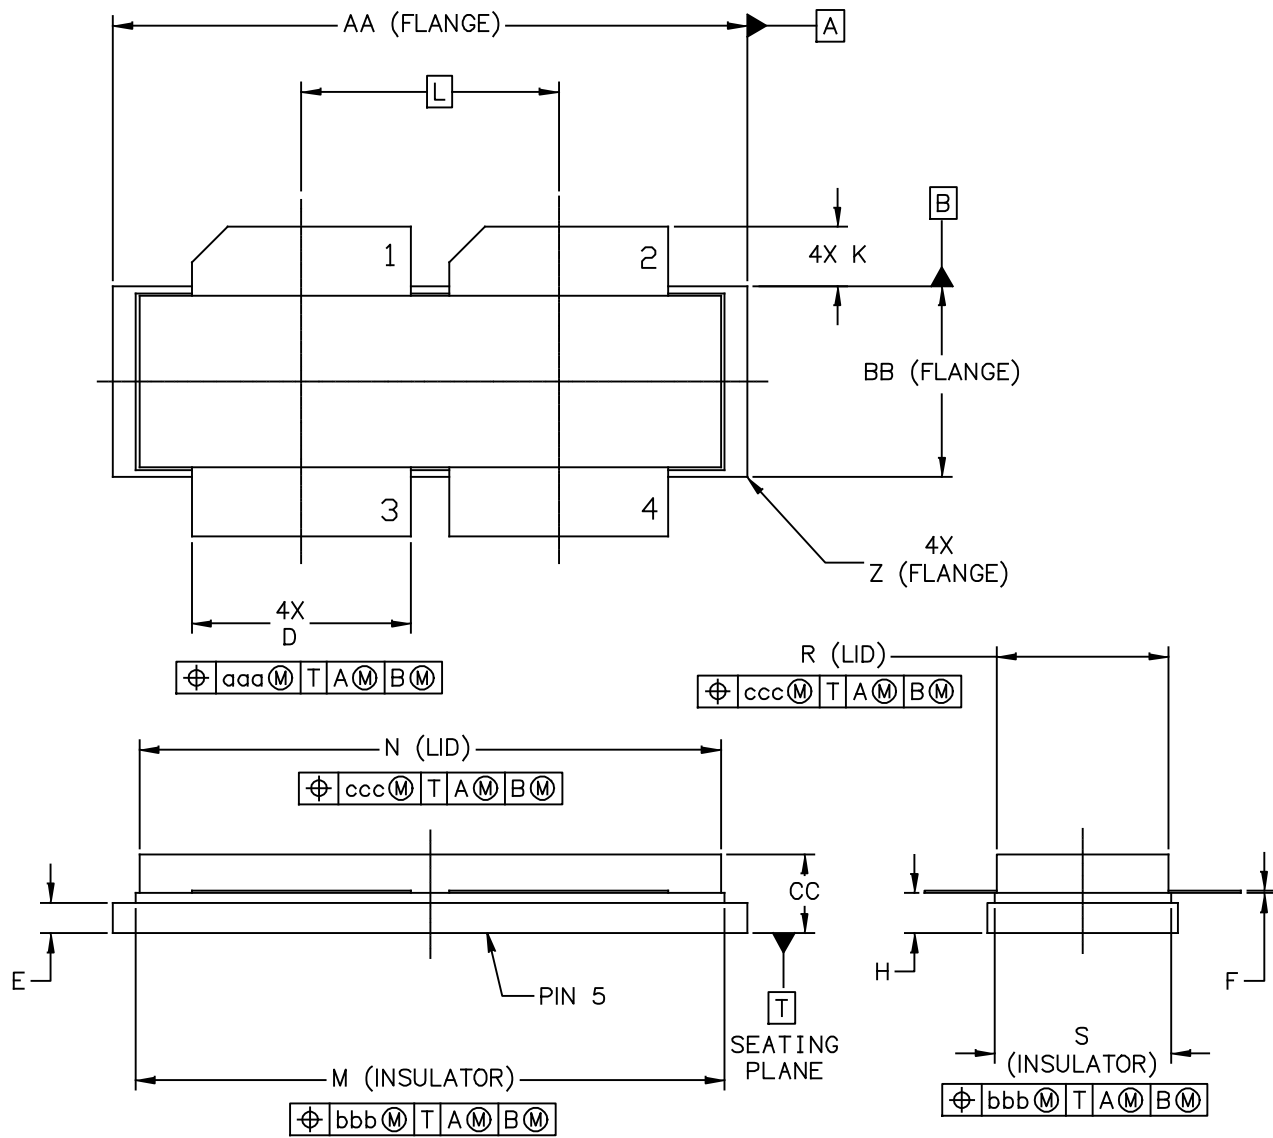 AA (FLANGE)
A
L
B
1
2
4X K
BB (FLANGE)
3
4
4X
Z (FLANGE)
4X
D
⌖ aaa Ⓜ T A Ⓜ B Ⓜ
R (LID)
⌖ ccc Ⓜ T A Ⓜ B Ⓜ
N (LID)
⌖ ccc Ⓜ T A Ⓜ B Ⓜ
CC
E
H
F
PIN 5
T
SEATING
PLANE
S
(INSULATOR)
M (INSULATOR)
⌖ bbb Ⓜ T A Ⓜ B Ⓜ
⌖ bbb Ⓜ T A Ⓜ B Ⓜ